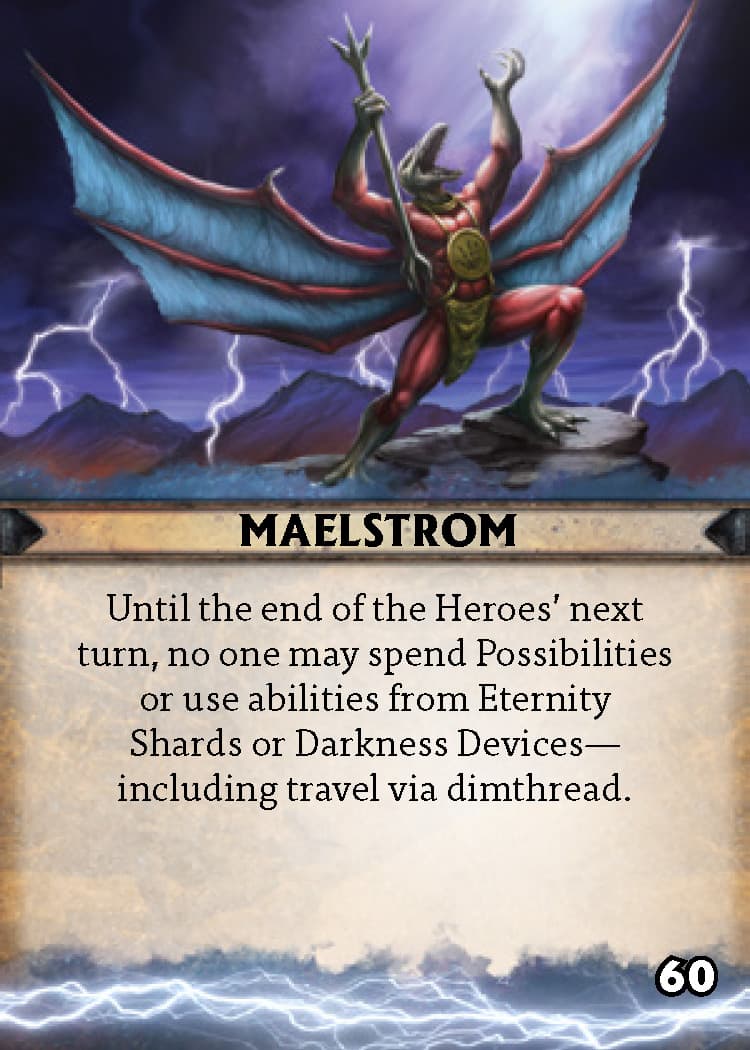 MAELSTROM
Until the end of the Heroes’ next
turn, no one may spend Possibilities
or use abilities from Eternity
Shards or Darkness Devices—
including travel via dimthread.
60